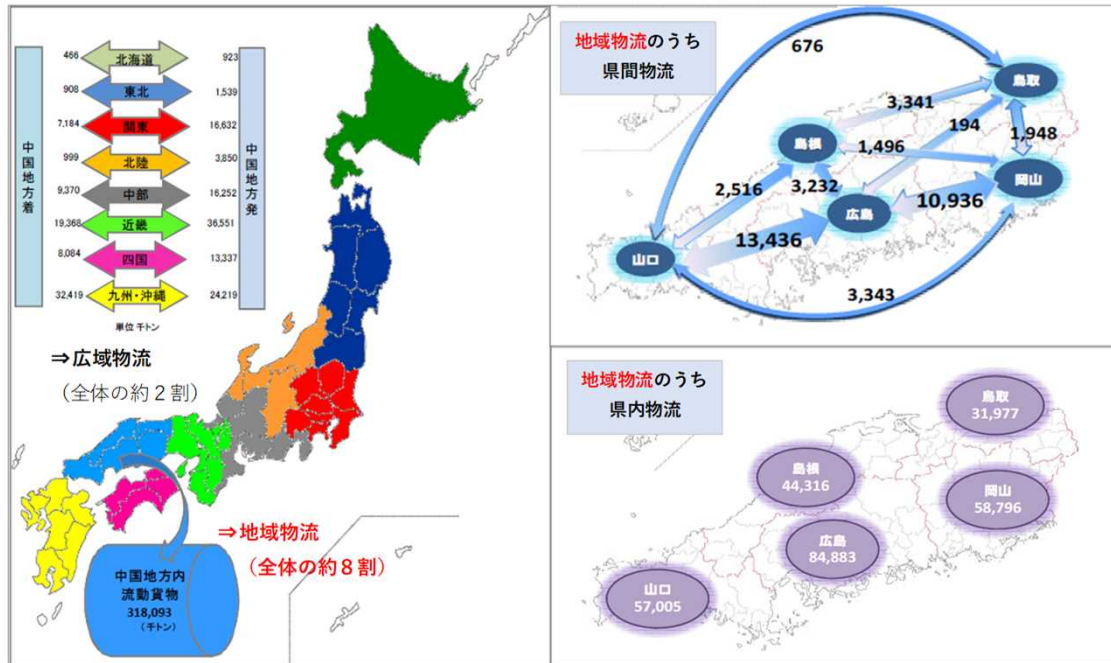 中国地方着
中国地方発
466 北海道 923
908 東北 1,539
7,184 関東 16,632
999 北陸 3,850
9,370 中部 16,252
19,368 近畿 36,551
8,084 四国 13,337
32,419 九州・沖縄 24,219
単位 千トン
⇒広域物流
（全体の約２割）
⇒地域物流
（全体の約８割）
中国地方内
流動貨物
318,093
（千トン）
地域物流のうち
県間物流
676
鳥取
3,341
194
島根
1,948
1,496
岡山
2,516
3,232
10,936
広島
13,436
山口
3,343
地域物流のうち
県内物流
鳥取
31,977
島根
44,316
岡山
58,796
広島
84,883
山口
57,005